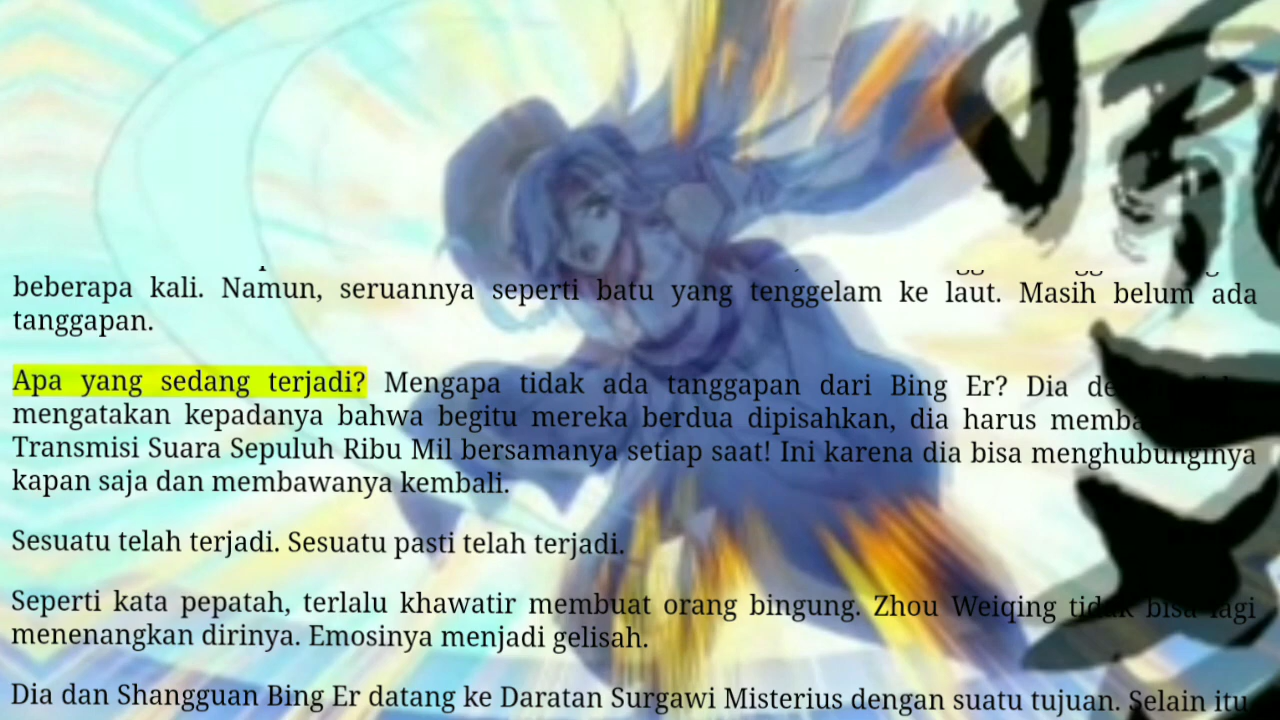 beberapa kali. Namun, seruannya seperti batu yang tenggelam ke laut. Masih belum ada
tanggapan.
Apa yang sedang terjadi? Mengapa tidak ada tanggapan dari Bing Er? Dia
mengatakan kepadanya bahwa begitu mereka berdua dipisahkan, dia harus
Transmisi Suara Sepuluh Ribu Mil bersamanya setiap saat! Ini karena dia bisa menghubunginya
kapan saja dan membawanya kembali.
Sesuatu telah terjadi. Sesuatu pasti telah terjadi.
Seperti kata pepatah, terlalu khawatir membuat orang bingung. Zhou Weiqing tidak bisa lagi
menenangkan dirinya. Emosinya menjadi gelisah.
Dia dan Shangguan Bing Er datang ke Daratan Surgawi Misterius dengan suatu tujuan. Selain itu,